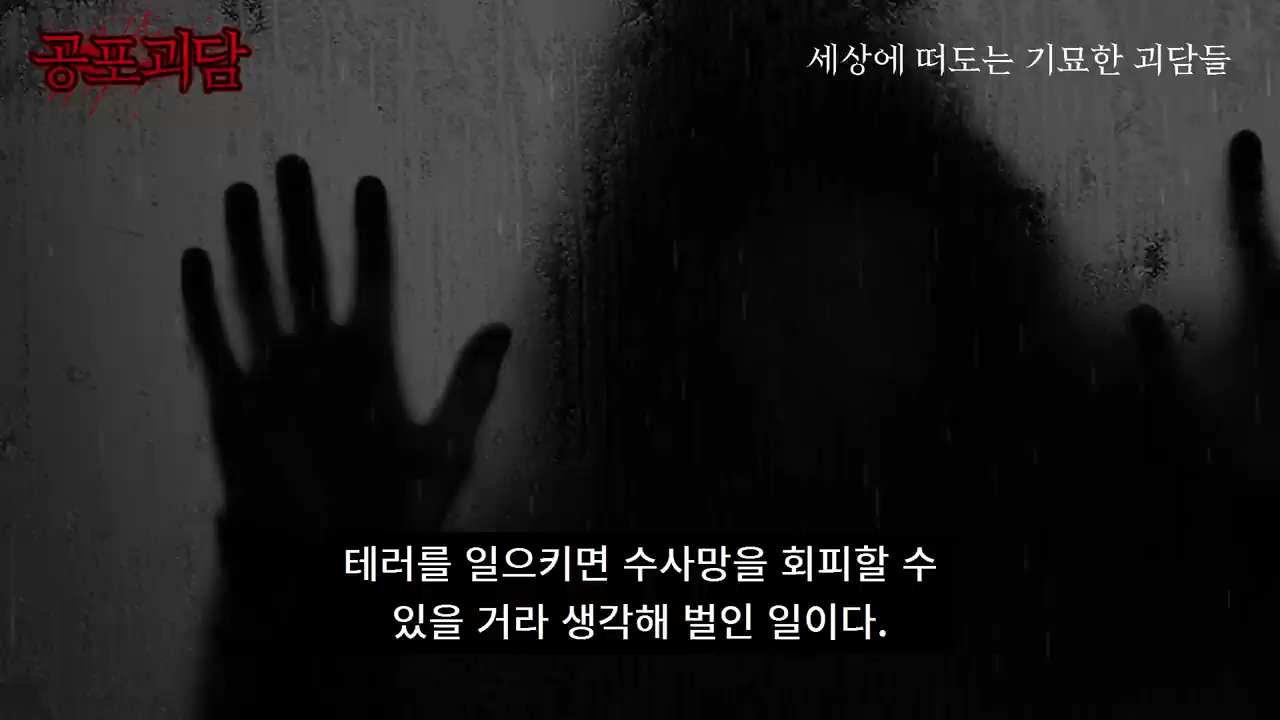 공포괴담
세상에 떠도는 기묘한 괴담들
테러를 일으키면 수사망을 회피할 수
있을 거라 생각해 벌인 일이다.